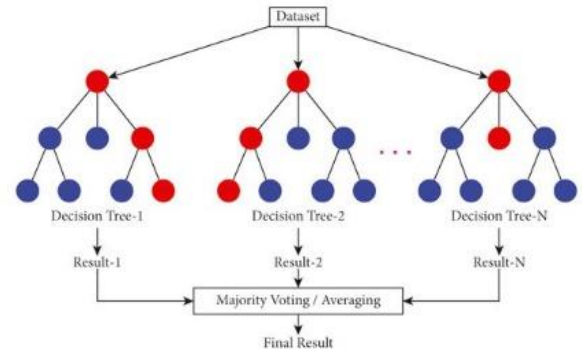 Dataset
Decision Tree-1
Decision Tree-2
Decision Tree-N
Result-1
Result-2
Result-N
Majority Voting / Averaging
Final Result